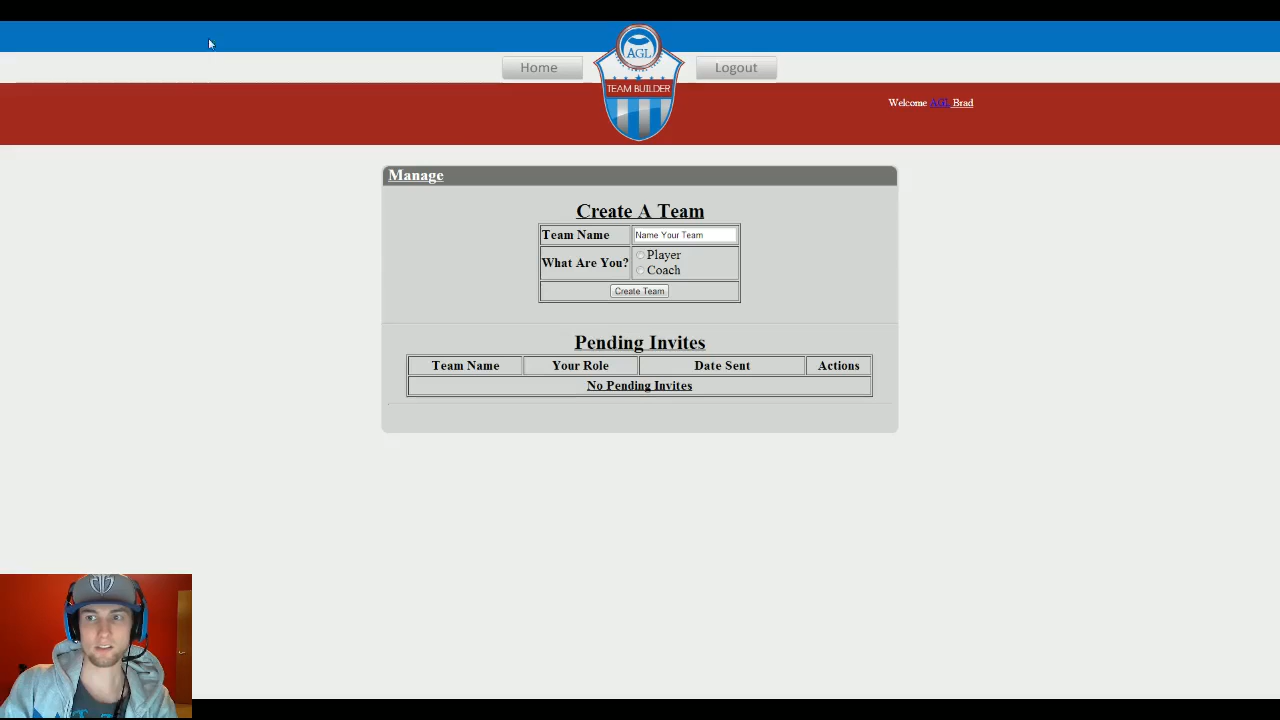 Home
AGL
TEAM BUILDER
Logout
Welcome AGL Brad
Manage
Create A Team
Team Name
Name Your Team
What Are You?
Player
Coach
Create Team
Pending Invites
Team Name Your Role Date Sent Actions
No Pending Invites